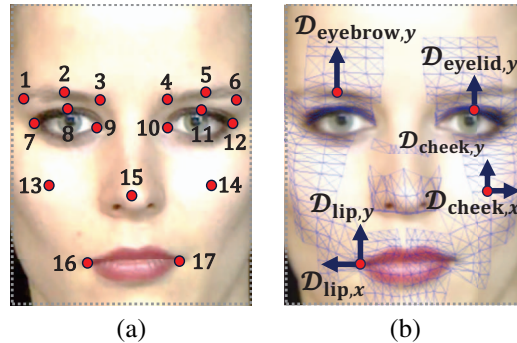 1 2 3 4 5 6
7 8 9 10 11 12
13 15 14
16 17
(a)
𝒟eyebrow,y
𝒟eyelid,y
𝒟cheek,y
𝒟cheek,x
𝒟lip,y
𝒟lip,x
(b)